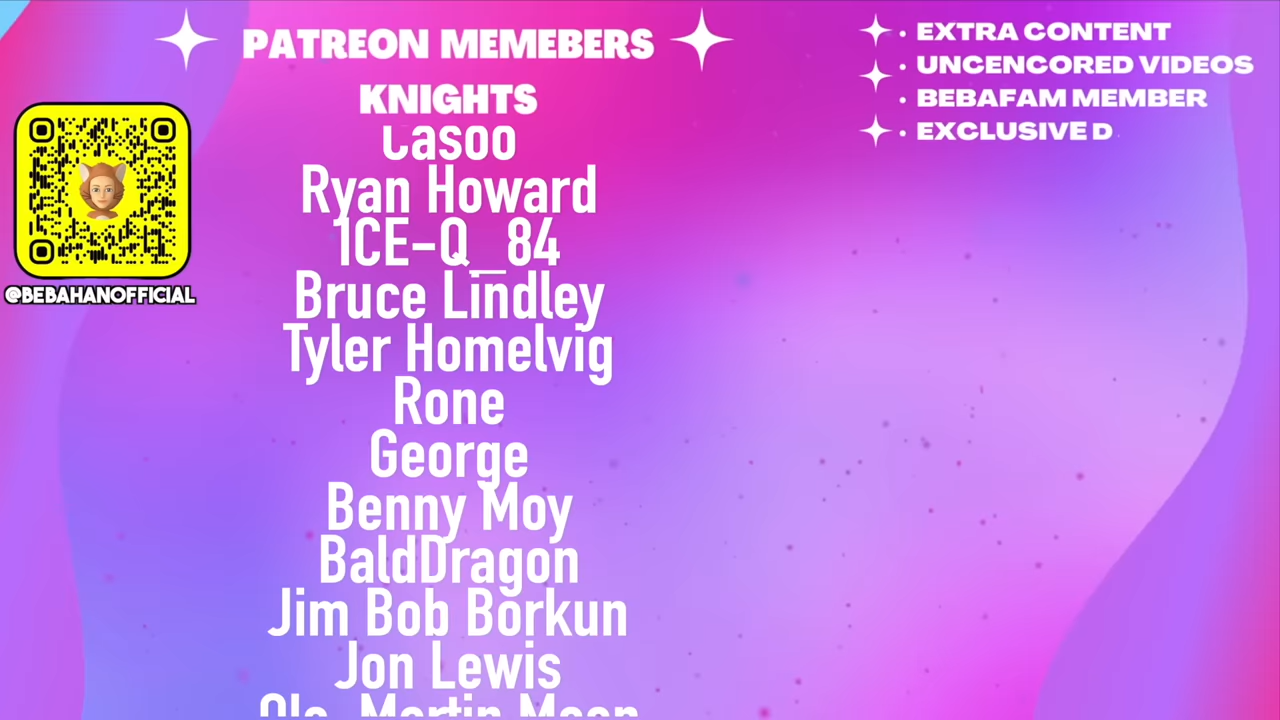 PATREON MEMEBERS
KNIGHTS
Casoo
Ryan Howard
1CE-Q_84
Bruce Lindley
Tyler Homelvig
Rone
George
Benny Moy
BaldDragon
Jim Bob Borkun
Jon Lewis
• EXTRA CONTENT
• UNCENCORED VIDEOS
• BEBAFAM MEMBER
• EXCLUSIVE D
@BEBAHANOFFICIAL